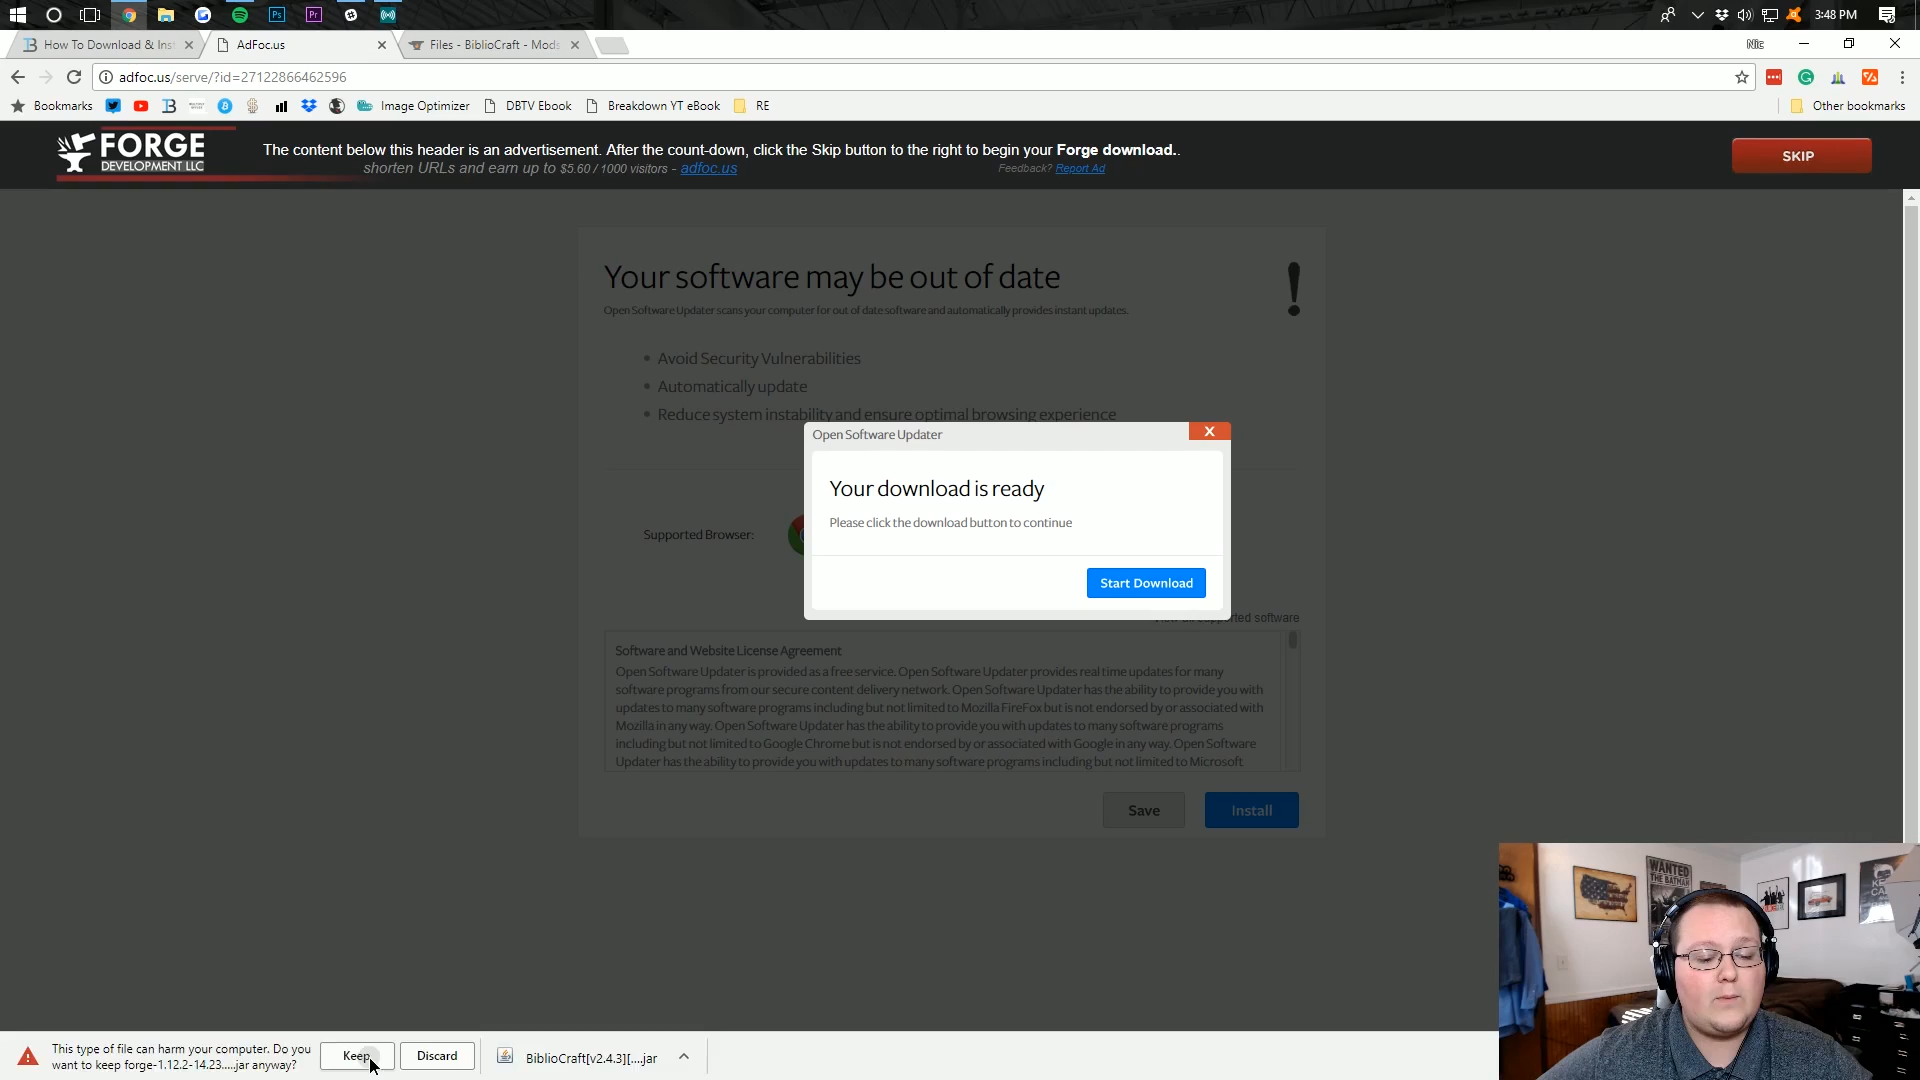 3:48 PM
How To Download & Inst
AdFoc.us
Files - BiblioCraft - Mods
Nic
adfoc.us/serve/?id=27122866462596
Bookmarks
Image Optimizer
DBTV Ebook
Breakdown YT eBook
RE
Other bookmarks
FORGE
DEVELOPMENT LLC
The content below this header is an advertisement. After the count-down, click the Skip button to the right to begin your Forge download..
shorten URLs and earn up to $5.60 / 1000 visitors - adfoc.us
Feedback? Report Ad
SKIP
Your software may be out of date
Open Software Updater scans your computer for out of date software and automatically provides instant updates.
• Avoid Security Vulnerabilities
• Automatically update
• Reduce system instability and ensure optimal browsing experience
Open Software Updater
X
Your download is ready
Please click the download button to continue
Start Download
Supported Browser:
supported software
Software and Website License Agreement
Open Software Updater is provided as a free service. Open Software Updater provides real time updates for many
software programs from our secure content delivery network. Open Software Updater has the ability to provide you with
updates to many software programs including but not limited to Mozilla FireFox but is not endorsed by or associated with
Mozilla in any way. Open Software Updater has the ability to provide you with updates to many software programs
including but not limited to Google Chrome but is not endorsed by or associated with Google in any way. Open Software
Updater has the ability to provide you with updates to many software programs including but not limited to Microsoft
Save
Install
WANTED
THE BATMAN
This type of file can harm your computer. Do you
want to keep forge-1.12.2-14.23.....jar anyway?
Keep
Discard
BiblioCraft[v2.4.3][....jar